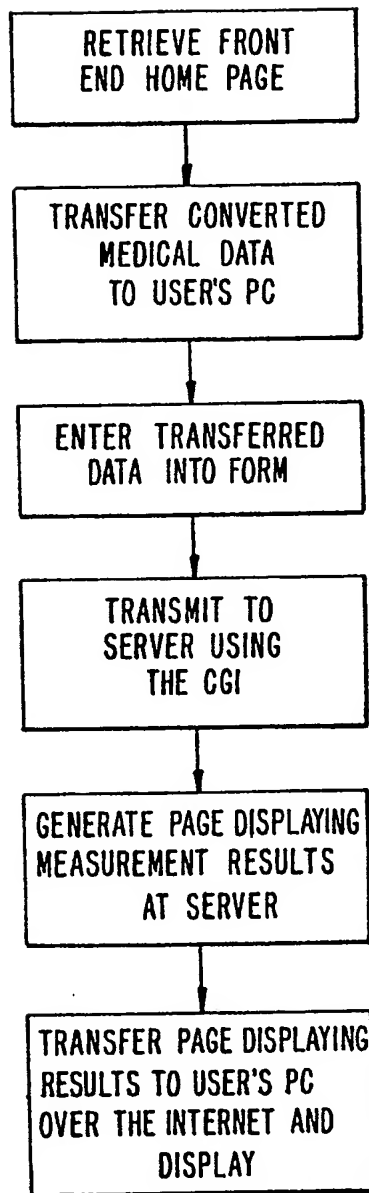 RETRIEVE FRONT
END HOME PAGE
TRANSFER CONVERTED
MEDICAL DATA
TO USER'S PC
ENTER TRANSFERRED
DATA INTO FORM
TRANSMIT TO
SERVER USING
THE CGI
GENERATE PAGE DISPLAYING
MEASUREMENT RESULTS
AT SERVER
TRANSFER PAGE DISPLAYING
RESULTS TO USER'S PC
OVER THE INTERNET AND
DISPLAY